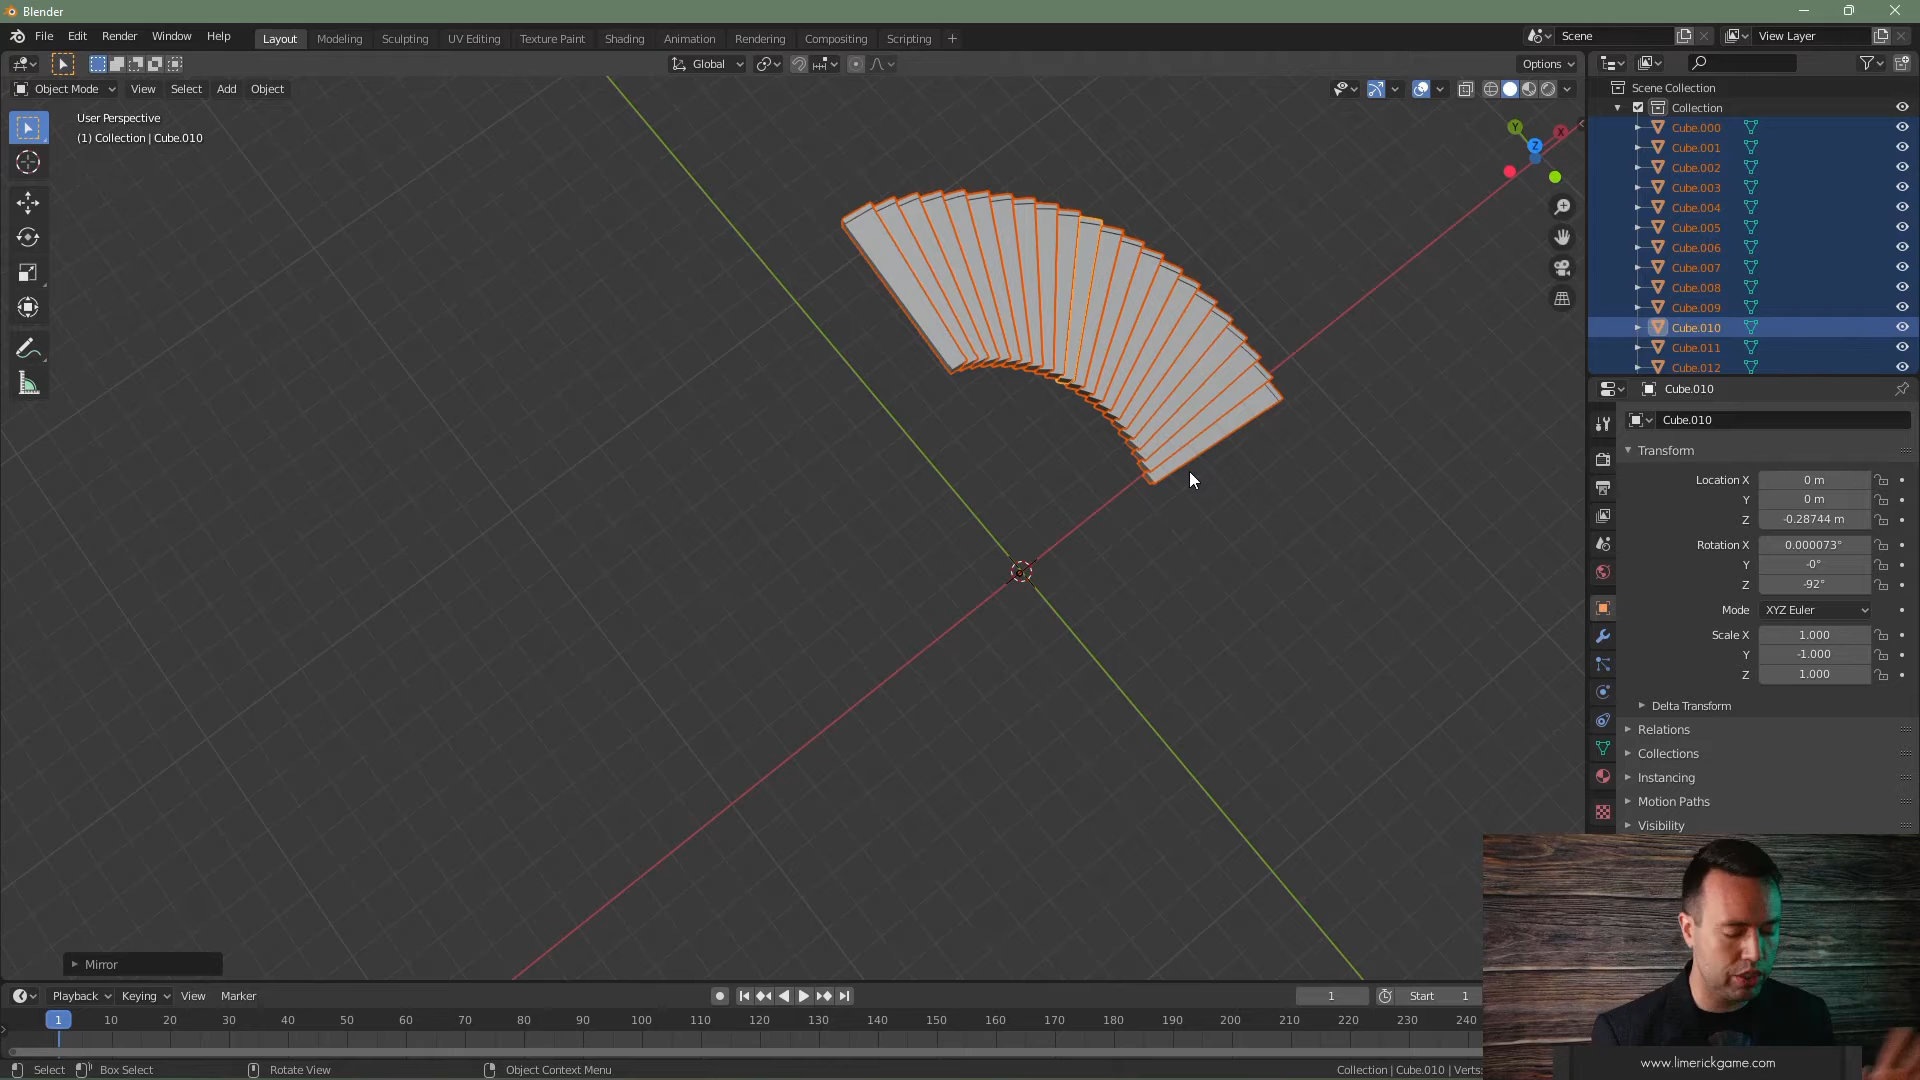 Blender
File Edit Render Window Help Layout Modeling Sculpting UV Editing Texture Paint Shading Animation Rendering Compositing Scripting + Scene View Layer
Global Options
Object Mode View Select Add Object
User Perspective
(1) Collection | Cube.010
Y X Z
Scene Collection
Collection
Cube.000
Cube.001
Cube.002
Cube.003
Cube.004
Cube.005
Cube.006
Cube.007
Cube.008
Cube.009
Cube.010
Cube.011
Cube.012
Cube.010
Cube.010
Transform
Location X 0 m
Y 0 m
Z -0.28744 m
Rotation X 0.000073°
Y -0°
Z -92°
Mode XYZ Euler
Scale X 1.000
Y -1.000
Z 1.000
Delta Transform
Relations
Collections
Instancing
Motion Paths
Visibility
Mirror
Playback Keying View Marker 1 Start 1
1 10 20 30 40 50 60 70 80 90 100 110 120 130 140 150 160 170 180 190 200 210 220 230 240
Select Box Select Rotate View Object Context Menu Collection | Cube.010 | Verts:
www.limerickgame.com